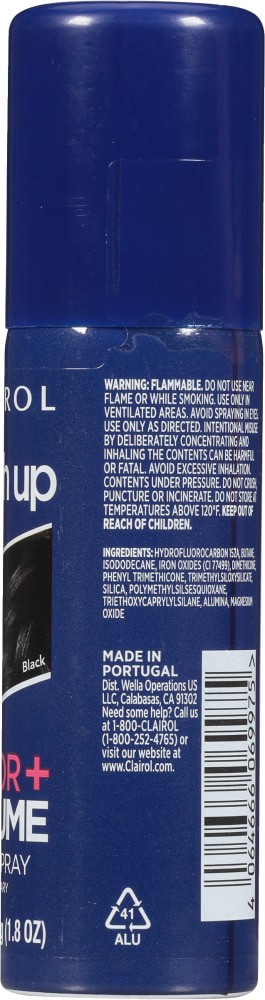 ROL
WARNING: FLAMMABLE. DO NOT USE NEAR
FLAME OR WHILE SMOKING. USE ONLY IN
VENTILATED AREAS. AVOID SPRAYING IN EYES.
USE ONLY AS DIRECTED. INTENTIONAL MISUSE
BY DELIBERATELY CONCENTRATING AND
INHALING THE CONTENTS CAN BE HARMFUL
OR FATAL. AVOID EXCESSIVE INHALATION.
CONTENTS UNDER PRESSURE. DO NOT CRUSH,
PUNCTURE OR INCINERATE. DO NOT STORE AT
TEMPERATURES ABOVE 120°F. KEEP OUT OF
REACH OF CHILDREN.
up
INGREDIENTS: HYDROFLUOROCARBON 152A, BUTANE,
ISODODECANE, IRON OXIDES (CI 77499), DIMETHICONE,
PHENYL TRIMETHICONE, TRIMETHYLSILOXYSILICATE,
SILICA, POLYMETHYLSILSESQUIOXANE,
TRIETHOXYCAPRYLYLSILANE, ALUMINA, MAGNESIUM
OXIDE
Black
MADE IN
PORTUGAL
Dist. Wella Operations US
LLC, Calabasas, CA 91302
Need some help? Call us
at 1-800-CLAIROL
(1-800-252-4765) or
visit our website at
www.Clairol.com
OR+
UME
PRAY
ARY
g (1.8 OZ)
4 064666 069975 >
41
ALU